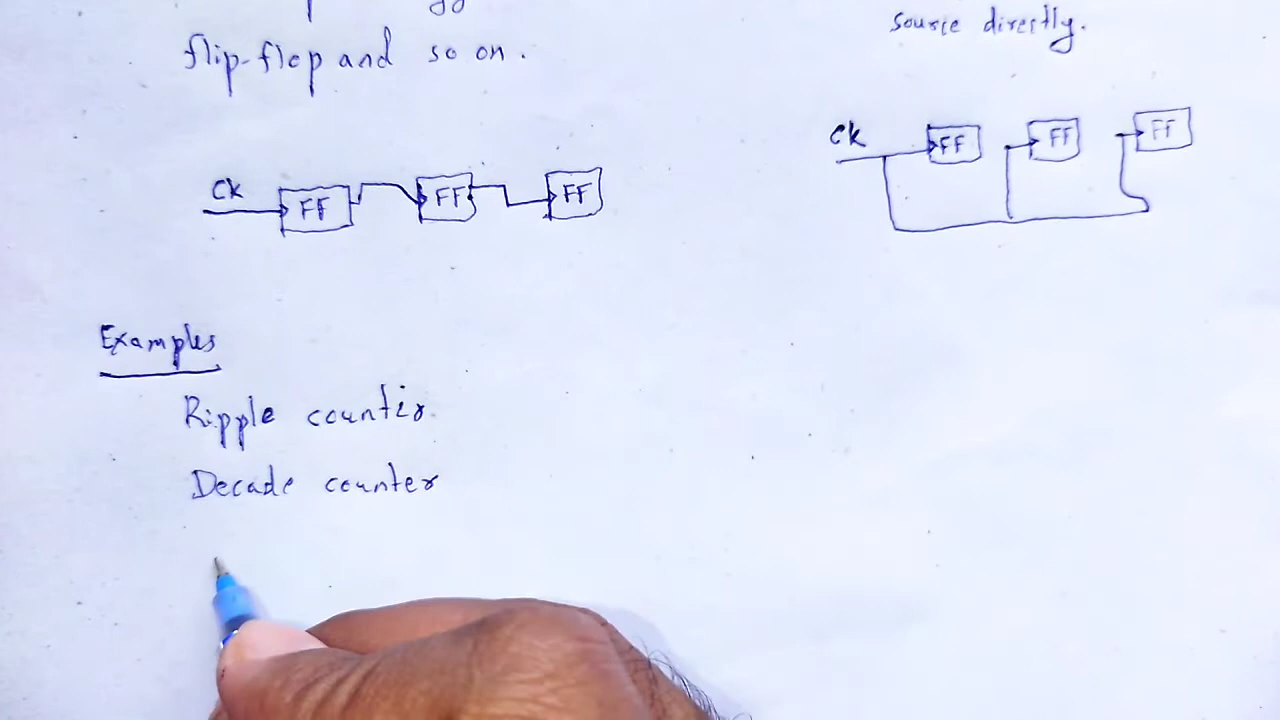 flip-flop and so on.
source directly.
Ck FF FF FF
Ck FF FF FF
Examples
Ripple counter
Decade counter